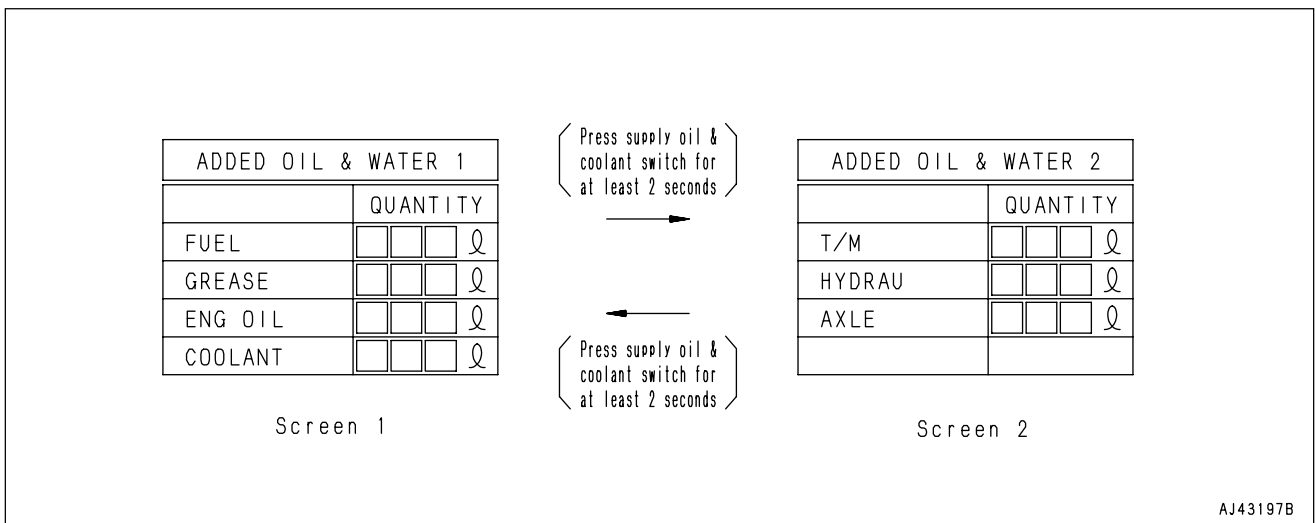 ADDED OIL & WATER 1
QUANTITY
FUEL ℓ
GREASE ℓ
ENG OIL ℓ
COOLANT ℓ
Screen 1
Press supply oil &
coolant switch for
at least 2 seconds
Press supply oil &
coolant switch for
at least 2 seconds
ADDED OIL & WATER 2
QUANTITY
T/M ℓ
HYDRAU ℓ
AXLE ℓ
Screen 2
AJ43197B